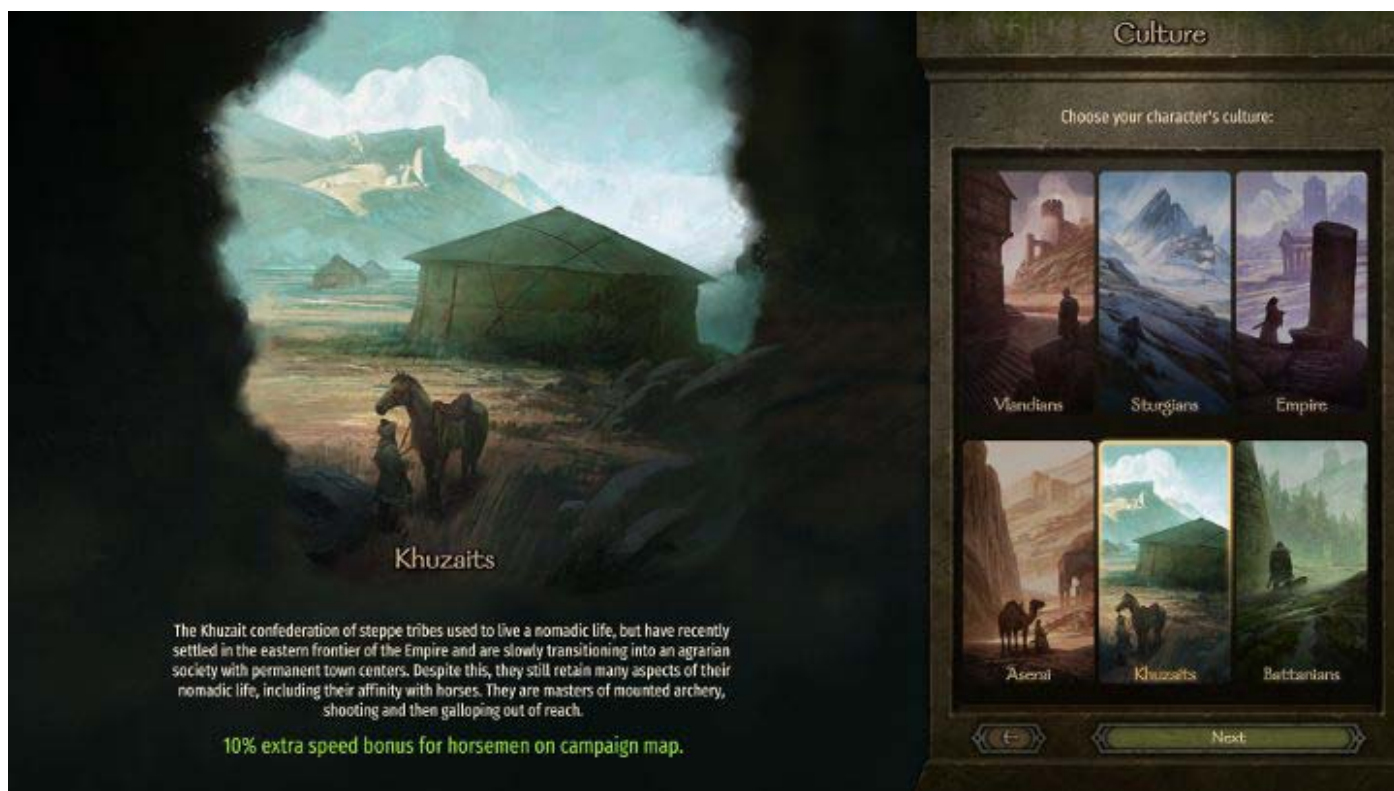 Culture
Choose your character's culture:
Vlandians
Sturgians
Empire
Aserai
Khuzaits
Battanians
Next
Khuzaits
The Khuzait confederation of steppe tribes used to live a nomadic life, but have recently
settled in the eastern frontier of the Empire and are slowly transitioning into an agrarian
society with permanent town centers. Despite this, they still retain many aspects of their
nomadic life, including their affinity with horses. They are masters of mounted archery,
shooting and then galloping out of reach.
10% extra speed bonus for horsemen on campaign map.